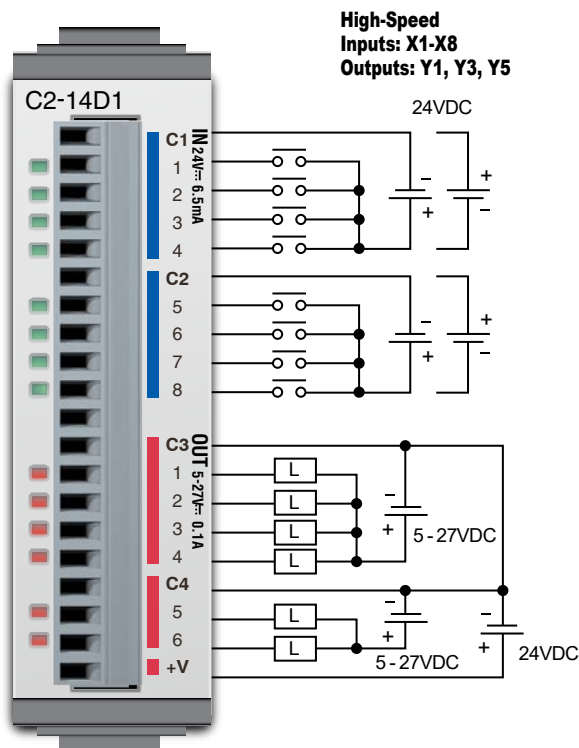 High-Speed
Inputs: X1-X8
Outputs: Y1, Y3, Y5
C2-14D1
24VDC
C1
IN 24V⎓ 6.5mA
1
2
3
4
–
+
+
–
C2
5
6
7
8
–
+
+
–
C3
OUT 5-27V⎓ 0.1A
1
L
2
L
3
L
4
L
–
+
5-27VDC
C4
5
L
6
L
+V
–
+
5-27VDC
–
+
24VDC